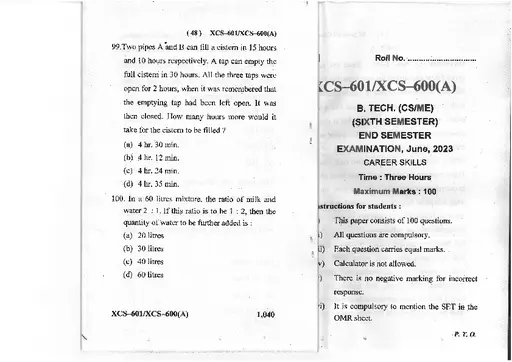 ( 48 ) XCS–601/XCS–600(A)
99. Two pipes A and B can fill a cistern in 15 hours
and 10 hours respectively. A tap can empty the
full cistern in 30 hours. All the three taps were
open for 2 hours, when it was remembered that
the emptying tap had been left open. It was
then closed. How many hours more would it
take for the cistern to be filled ?
(a) 4 hr. 30 min.
(b) 4 hr. 12 min.
(c) 4 hr. 24 min.
(d) 4 hr. 35 min.
100. In a 60 litres mixture, the ratio of milk and
water 2 : 1. If this ratio is to be 1 : 2, then the
quantity of water to be further added is :
(a) 20 litres
(b) 30 litres
(c) 40 litres
(d) 60 litres
XCS–601/XCS–600(A) 1,040
Roll No. ..............................
XCS–601/XCS–600(A)
B. TECH. (CS/ME)
(SIXTH SEMESTER)
END SEMESTER
EXAMINATION, June, 2023
CAREER SKILLS
Time : Three Hours
Maximum Marks : 100
structions for students :
) This paper consists of 100 questions.
i) All questions are compulsory.
ii) Each question carries equal marks.
v) Calculator is not allowed.
) There is no negative marking for incorrect
response.
vi) It is compulsory to mention the SET in the
OMR sheet.
P. T. O.